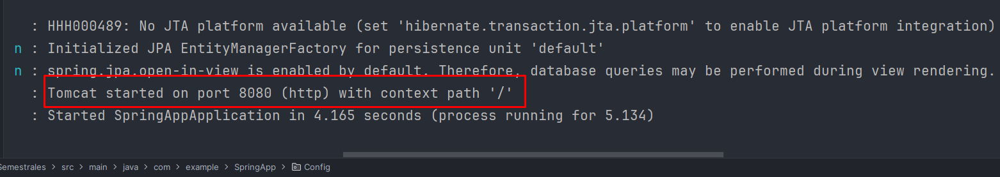 : HHH000489: No JTA platform available (set 'hibernate.transaction.jta.platform' to enable JTA platform integration)
n : Initialized JPA EntityManagerFactory for persistence unit 'default'
n : spring.jpa.open-in-view is enabled by default. Therefore, database queries may be performed during view rendering.
: Tomcat started on port 8080 (http) with context path '/'
: Started SpringAppApplication in 4.165 seconds (process running for 5.134)
Semestrales > src > main > java > com > example > SpringApp > Config